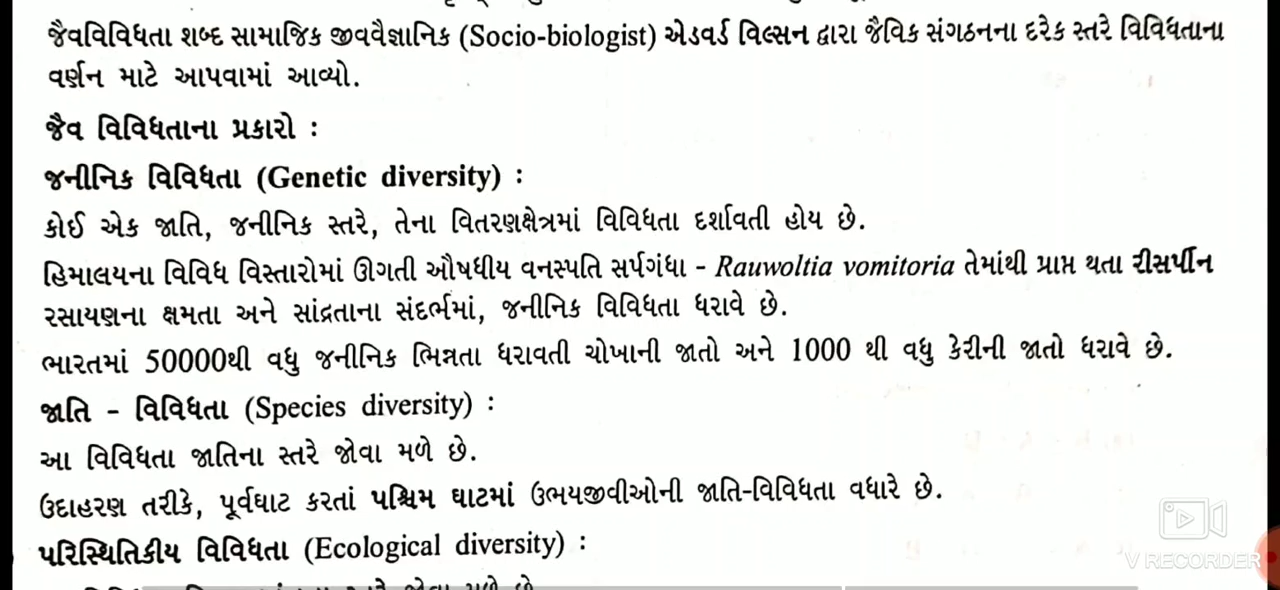 જૈવવિવિધતા શબ્દ સામાજિક જીવવૈજ્ઞાનિક (Socio-biologist) એડવર્ડ વિલ્સન દ્વારા જૈવિક સંગઠનના દરેક સ્તરે વિવિધતાના
વર્ણન માટે આપવામાં આવ્યો.
જૈવ વિવિધતાના પ્રકારો :
જનીનિક વિવિધતા (Genetic diversity) :
કોઈ એક જાતિ, જનીનિક સ્તરે, તેના વિતરણક્ષેત્રમાં વિવિધતા દર્શાવતી હોય છે.
હિમાલયના વિવિધ વિસ્તારોમાં ઊગતી ઔષધીય વનસ્પતિ સર્પગંધા - Rauwoltia vomitoria તેમાંથી પ્રાપ્ત થતા રીસર્પીન
રસાયણના ક્ષમતા અને સાંદ્રતાના સંદર્ભમાં, જનીનિક વિવિધતા ધરાવે છે.
ભારતમાં 50000થી વધુ જનીનિક ભિન્નતા ધરાવતી ચોખાની જાતો અને 1000 થી વધુ કેરીની જાતો ધરાવે છે.
જાતિ - વિવિધતા (Species diversity) :
આ વિવિધતા જાતિના સ્તરે જોવા મળે છે.
ઉદાહરણ તરીકે, પૂર્વઘાટ કરતાં પશ્ચિમ ઘાટમાં ઉભયજીવીઓની જાતિ-વિવિધતા વધારે છે.
પરિસ્થિતિકીય વિવિધતા (Ecological diversity) :
જોવા મળે છે
V RECORDER